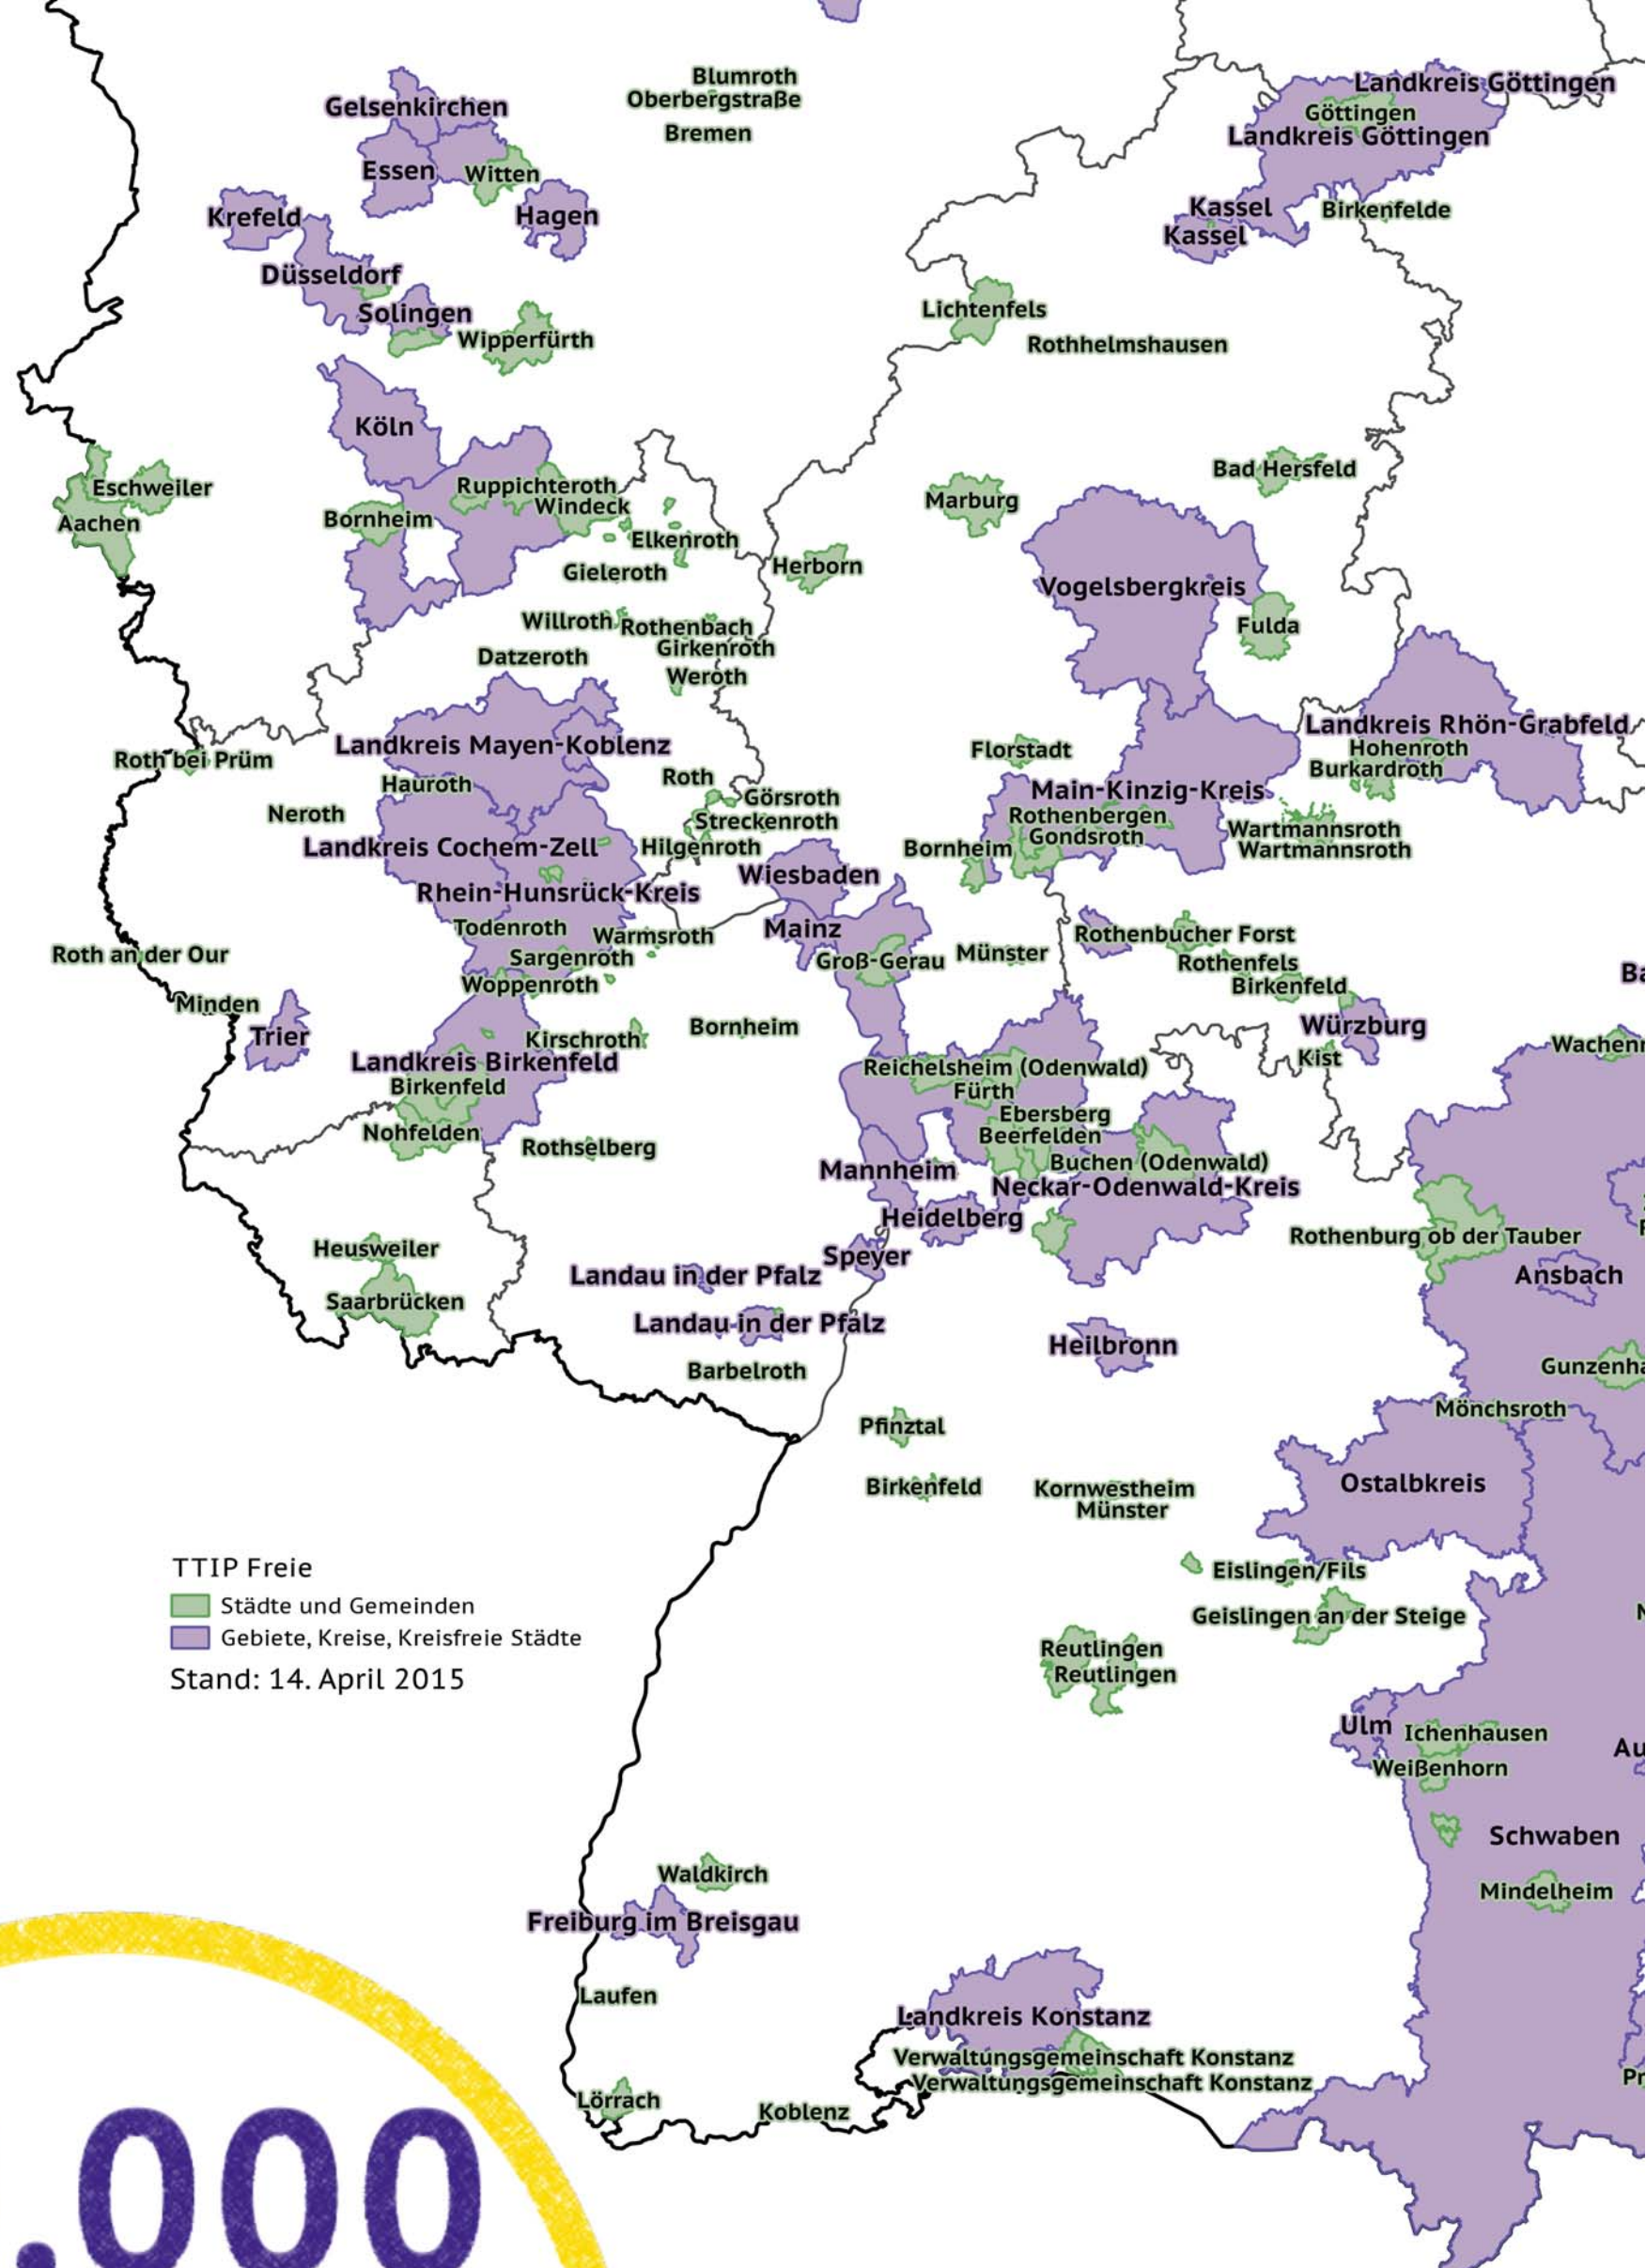 Blumroth
Oberbergstraße
Bremen
Landkreis Göttingen
Göttingen
Landkreis Göttingen
Gelsenkirchen
Essen
Witten
Krefeld
Hagen
Kassel
Kassel
Birkenfelde
Düsseldorf
Solingen
Wipperfürth
Lichtenfels
Rothhelmshausen
Köln
Eschweiler
Aachen
Ruppichteroth
Windeck
Bornheim
Elkenroth
Gieleroth
Marburg
Bad Hersfeld
Herborn
Vogelsbergkreis
Fulda
Willroth
Rothenbach
Girkenroth
Datzeroth
Weroth
Landkreis Mayen-Koblenz
Roth bei Prüm
Hauroth
Roth
Neroth
Görsroth
Streckenroth
Hilgenroth
Landkreis Cochem-Zell
Rhein-Hunsrück-Kreis
Florstadt
Main-Kinzig-Kreis
Rothenbergen
Gondsroth
Bornheim
Landkreis Rhön-Grabfeld
Hohenroth
Burkardroth
Wartmannsroth
Wartmannsroth
Wiesbaden
Mainz
Todenroth
Warmsroth
Sargenroth
Woppenroth
Groß-Gerau
Münster
Rothenbucher Forst
Rothenfels
Birkenfeld
Ba
Roth an der Our
Minden
Trier
Kirschroth
Bornheim
Landkreis Birkenfeld
Birkenfeld
Nohfelden
Rothselberg
Würzburg
Kist
Wachenr
Reichelsheim (Odenwald)
Fürth
Ebersberg
Beerfelden
Buchen (Odenwald)
Mannheim
Neckar-Odenwald-Kreis
Heidelberg
Speyer
Heusweiler
Saarbrücken
Landau in der Pfalz
Landau in der Pfalz
Barbelroth
Rothenburg ob der Tauber
Ansbach
Heilbronn
Gunzenha
Mönchsroth
Pfinztal
Birkenfeld
Kornwestheim
Münster
Ostalbkreis
Eislingen/Fils
Geislingen an der Steige
TTIP Freie
Städte und Gemeinden
Gebiete, Kreise, Kreisfreie Städte
Stand: 14. April 2015
Reutlingen
Reutlingen
Ulm
Ichenhausen
Weißenhorn
Au
Schwaben
Mindelheim
Waldkirch
Freiburg im Breisgau
Laufen
Lörrach
Koblenz
Landkreis Konstanz
Verwaltungsgemeinschaft Konstanz
Verwaltungsgemeinschaft Konstanz
Pr
.000